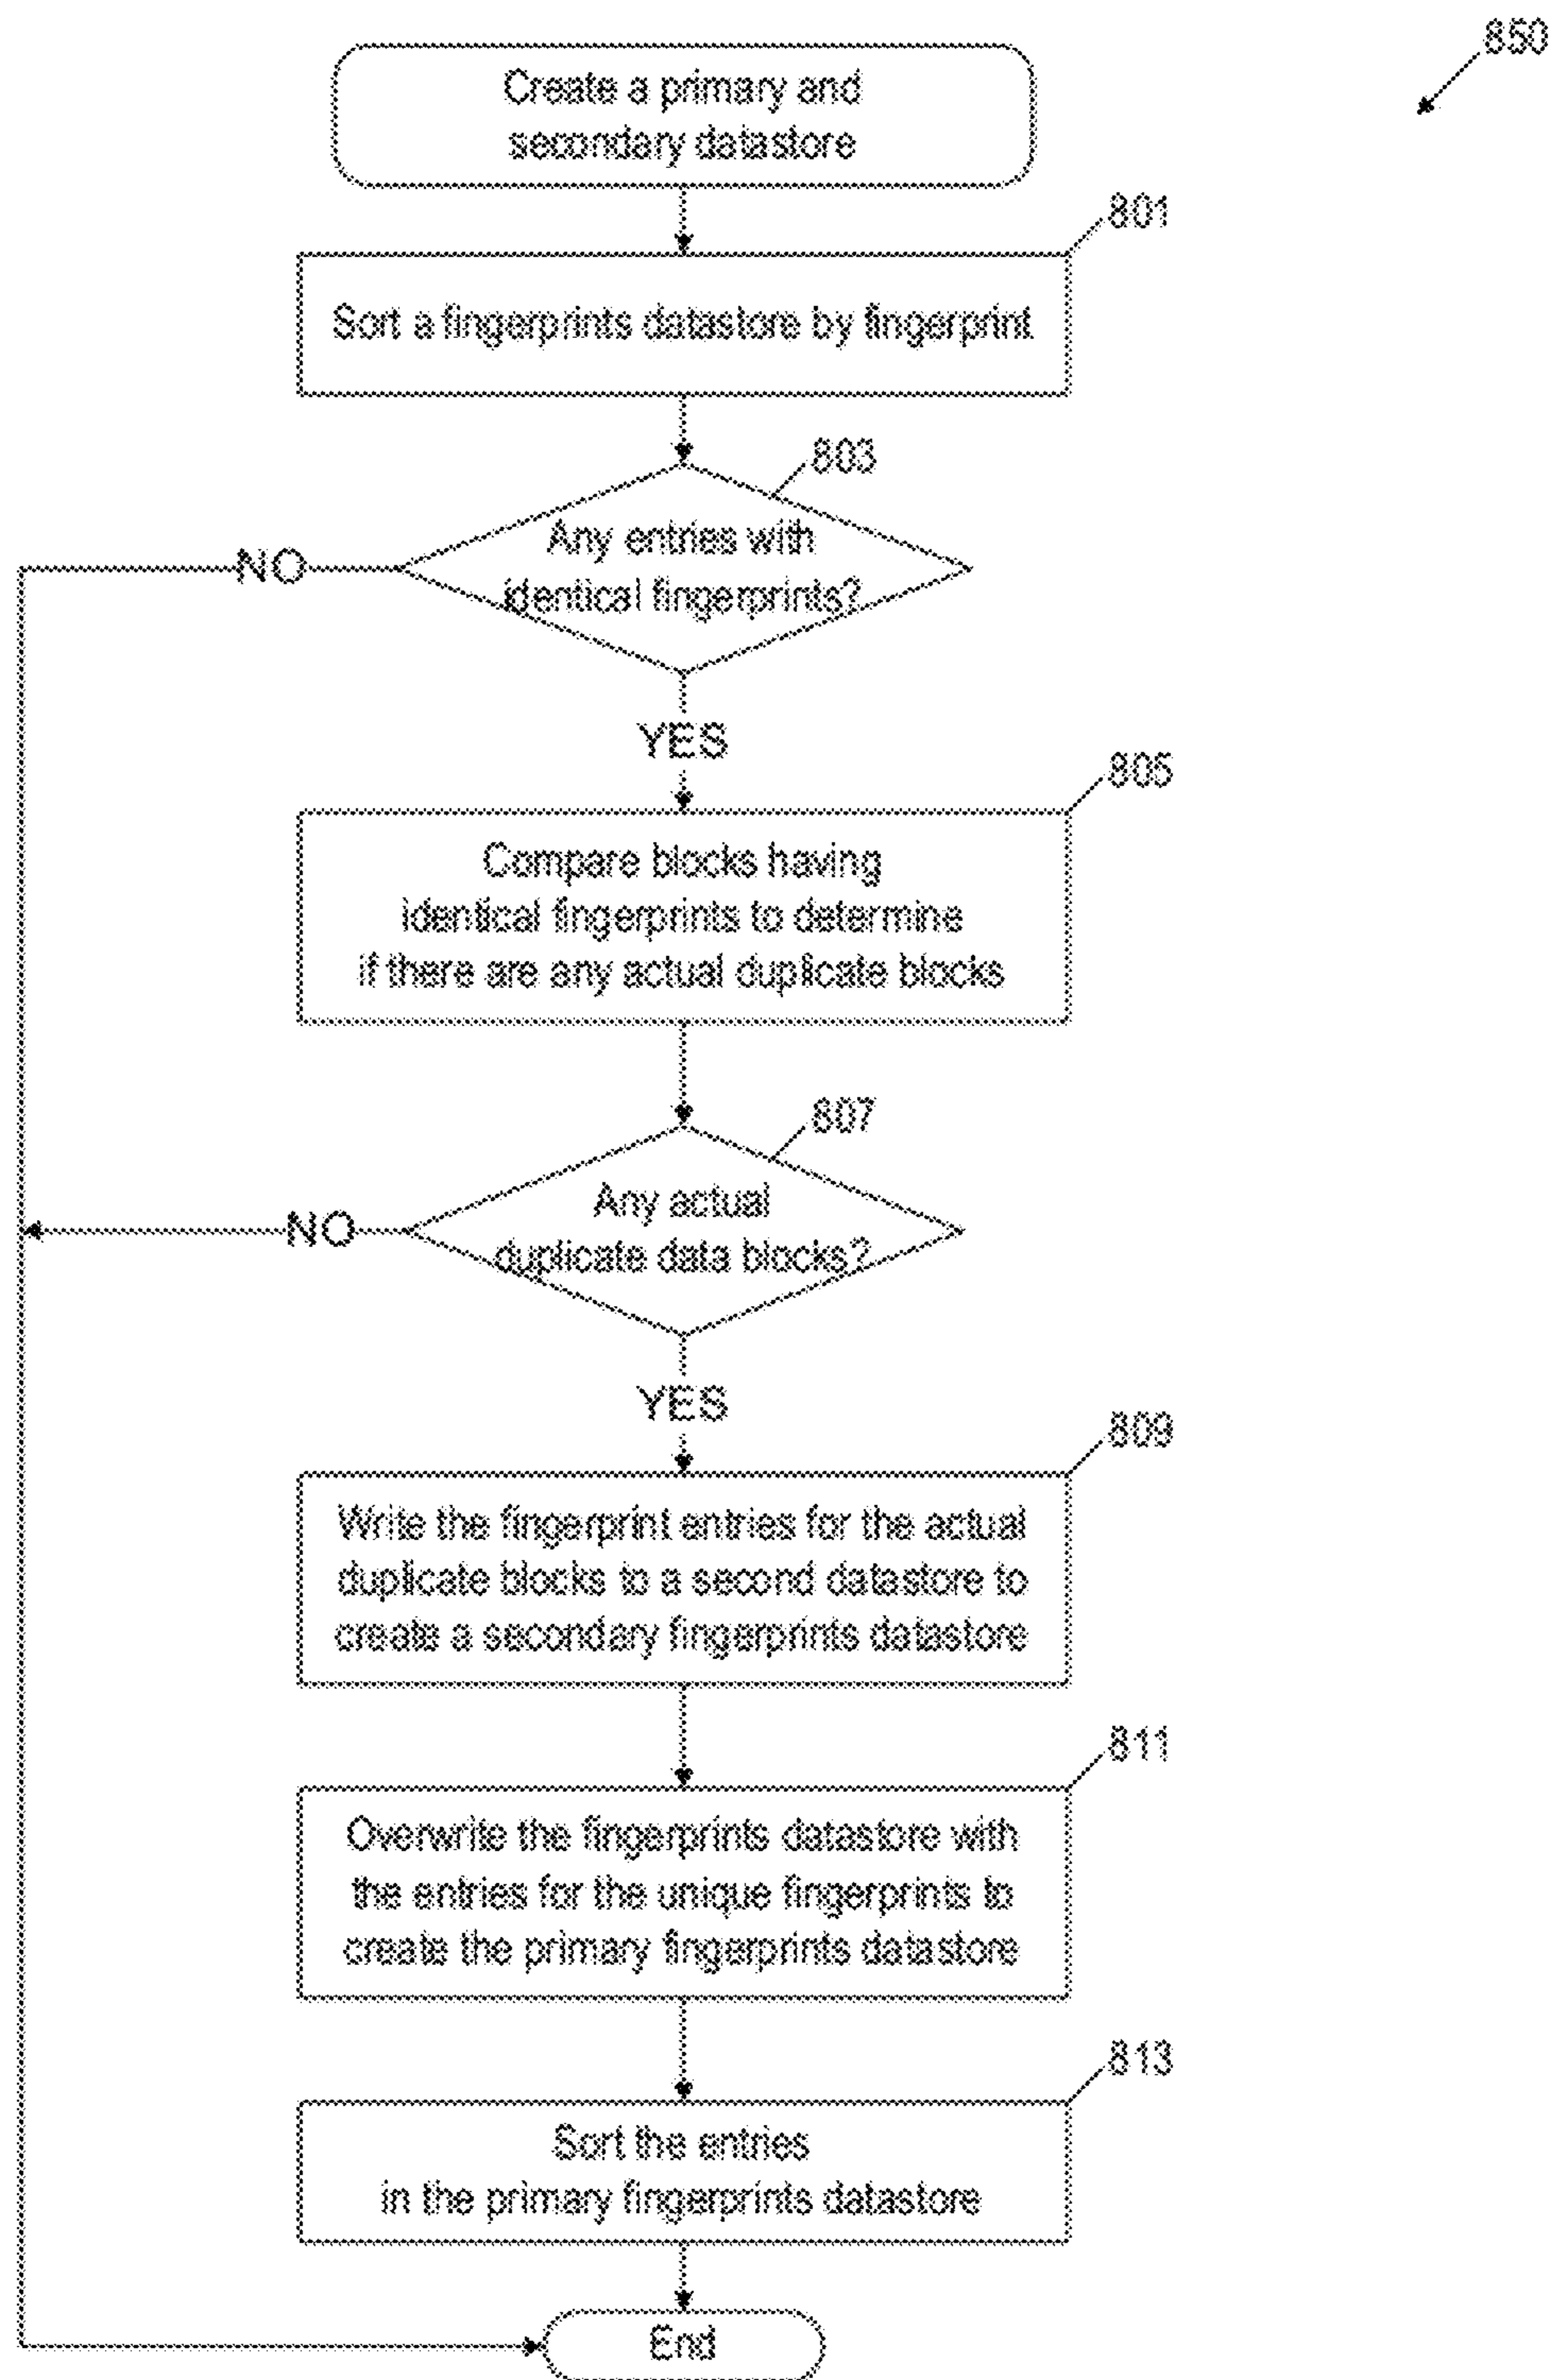 850
Create a primary and
secondary datastore
801
Sort a fingerprints datastore by fingerprint
803
Any entries with
identical fingerprints?
NO
YES
805
Compare blocks having
identical fingerprints to determine
if there are any actual duplicate blocks
807
Any actual
duplicate data blocks?
NO
YES
809
Write the fingerprint entries for the actual
duplicate blocks to a second datastore to
create a secondary fingerprints datastore
811
Overwrite the fingerprints datastore with
the entries for the unique fingerprints to
create the primary fingerprints datastore
813
Sort the entries
in the primary fingerprints datastore
End